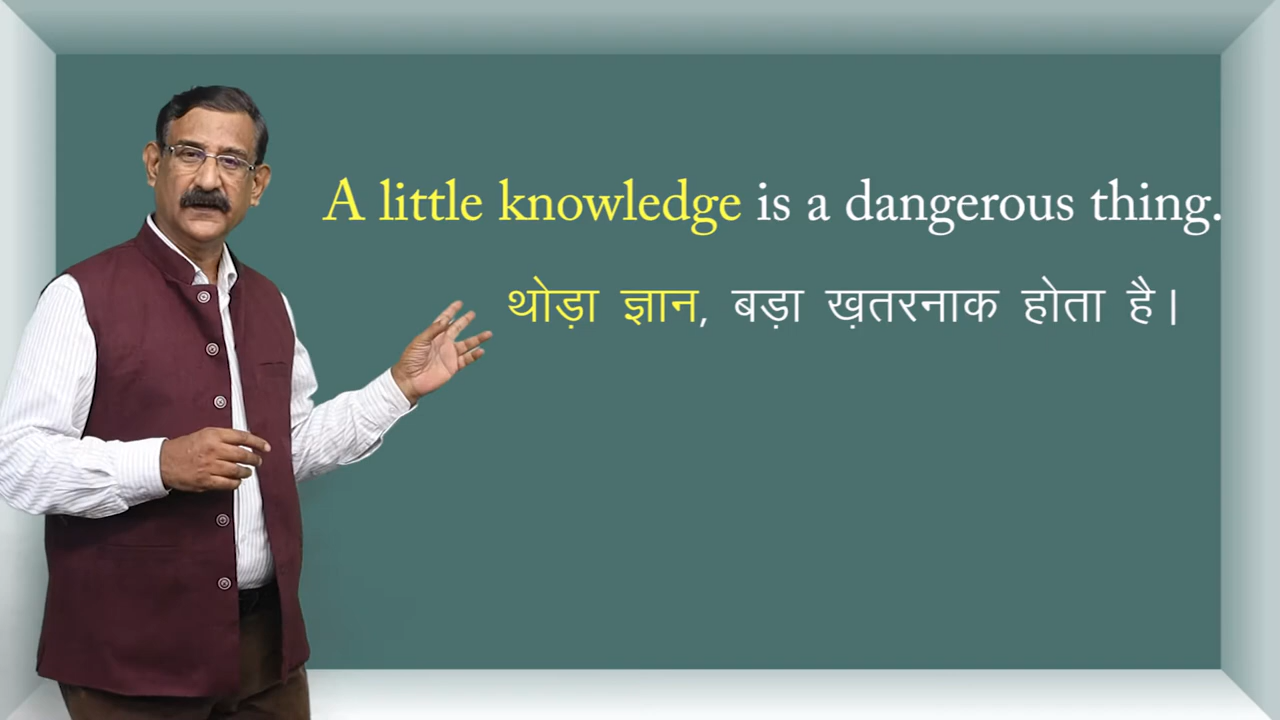 A little knowledge is a dangerous thing.
थोड़ा ज्ञान, बड़ा ख़तरनाक होता है।